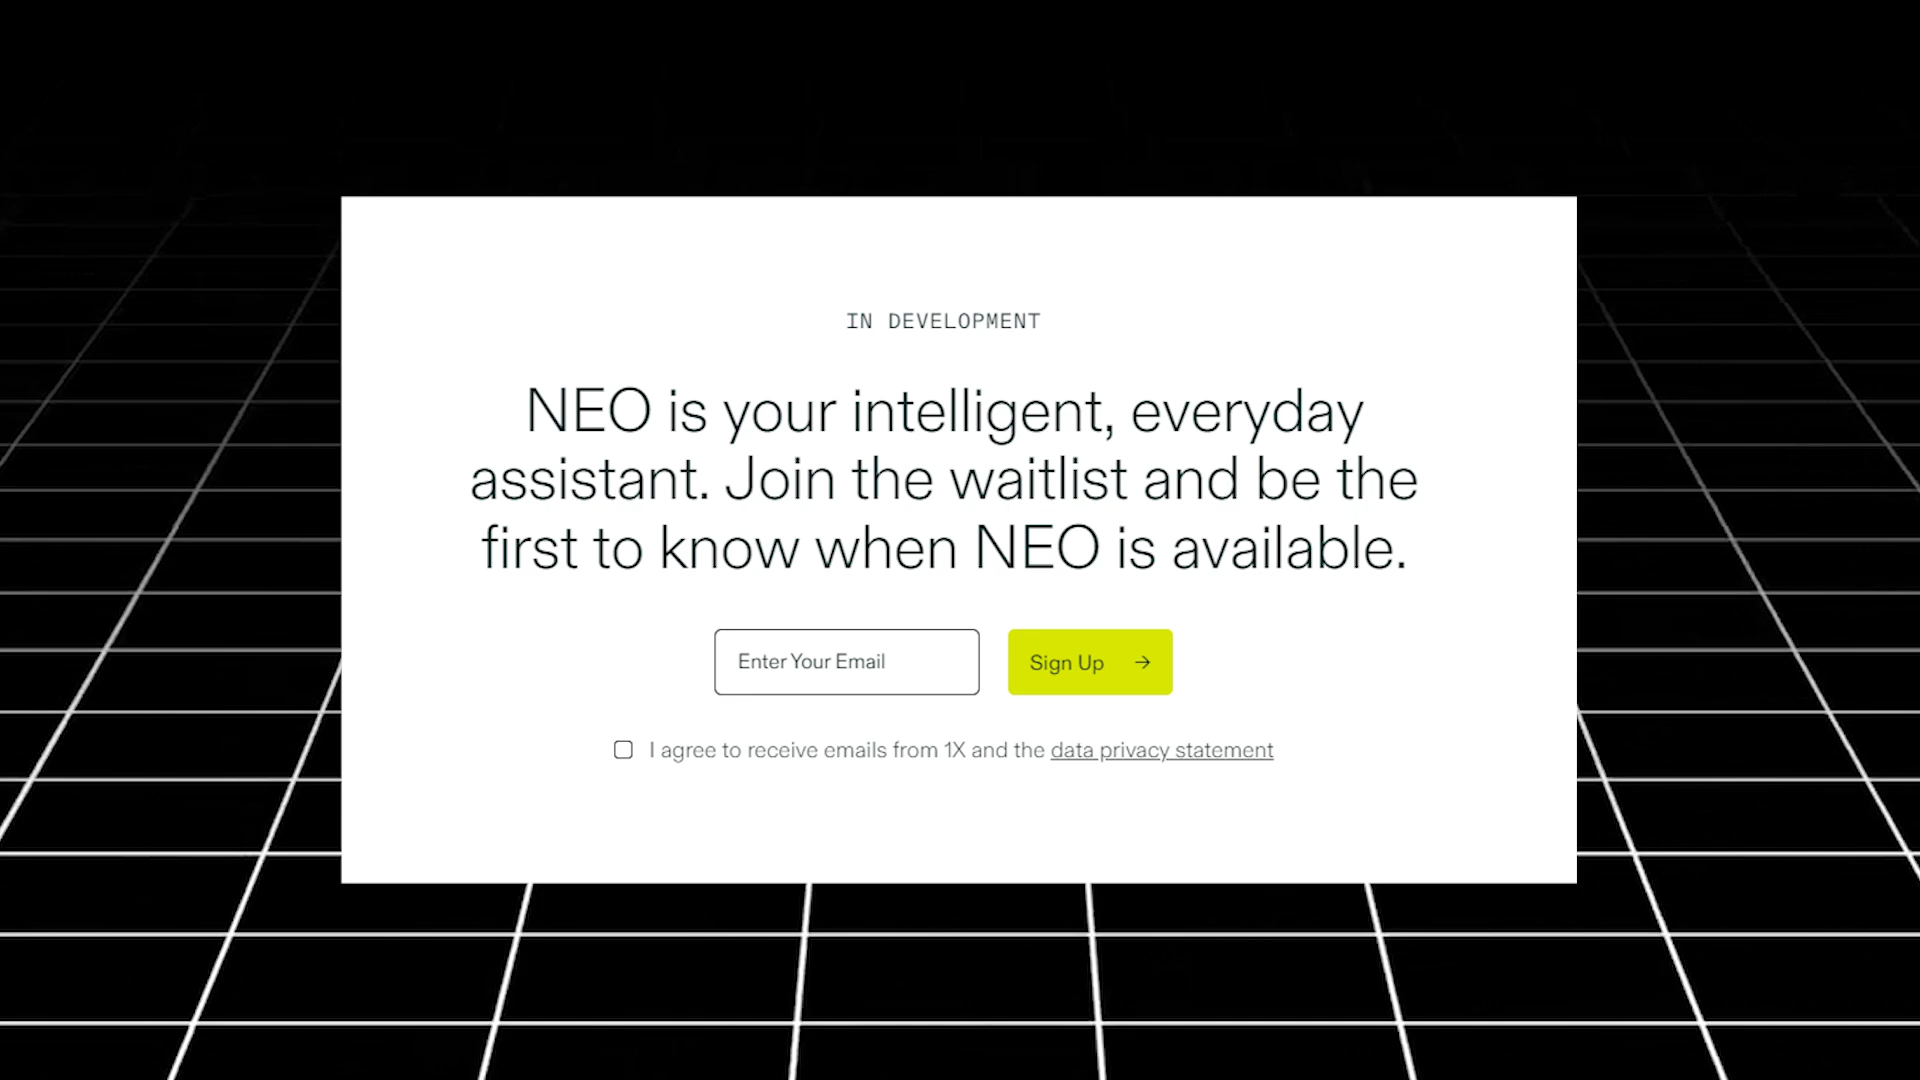 IN DEVELOPMENT
NEO is your intelligent, everyday
assistant. Join the waitlist and be the
first to know when NEO is available.
Enter Your Email
Sign Up →
I agree to receive emails from 1X and the data privacy statement